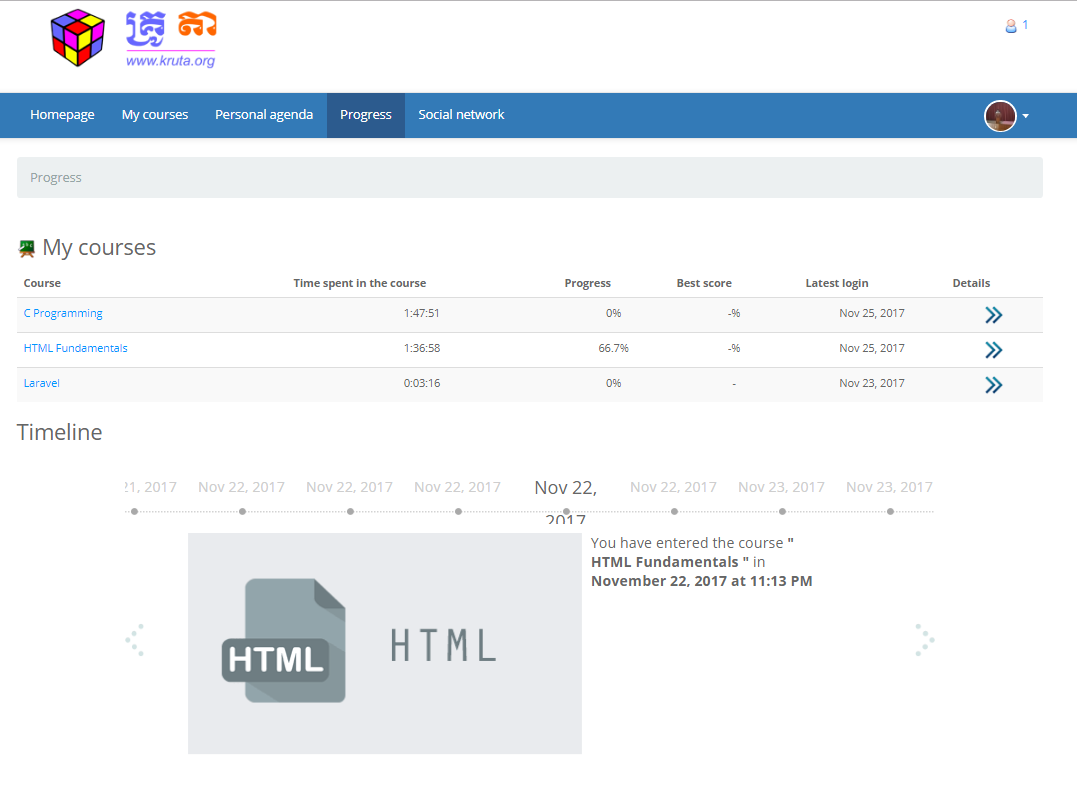 គ្រូ តា
www.kruta.org
1
Homepage My courses Personal agenda Progress Social network
Progress
My courses
Course Time spent in the course Progress Best score Latest login Details
C Programming 1:47:51 0% -% Nov 25, 2017
HTML Fundamentals 1:36:58 66.7% -% Nov 25, 2017
Laravel 0:03:16 0% - Nov 23, 2017
Timeline
21, 2017 Nov 22, 2017 Nov 22, 2017 Nov 22, 2017 Nov 22, Nov 22, 2017 Nov 23, 2017 Nov 23, 2017
2017
You have entered the course "
HTML Fundamentals " in
November 22, 2017 at 11:13 PM
HTML HTML